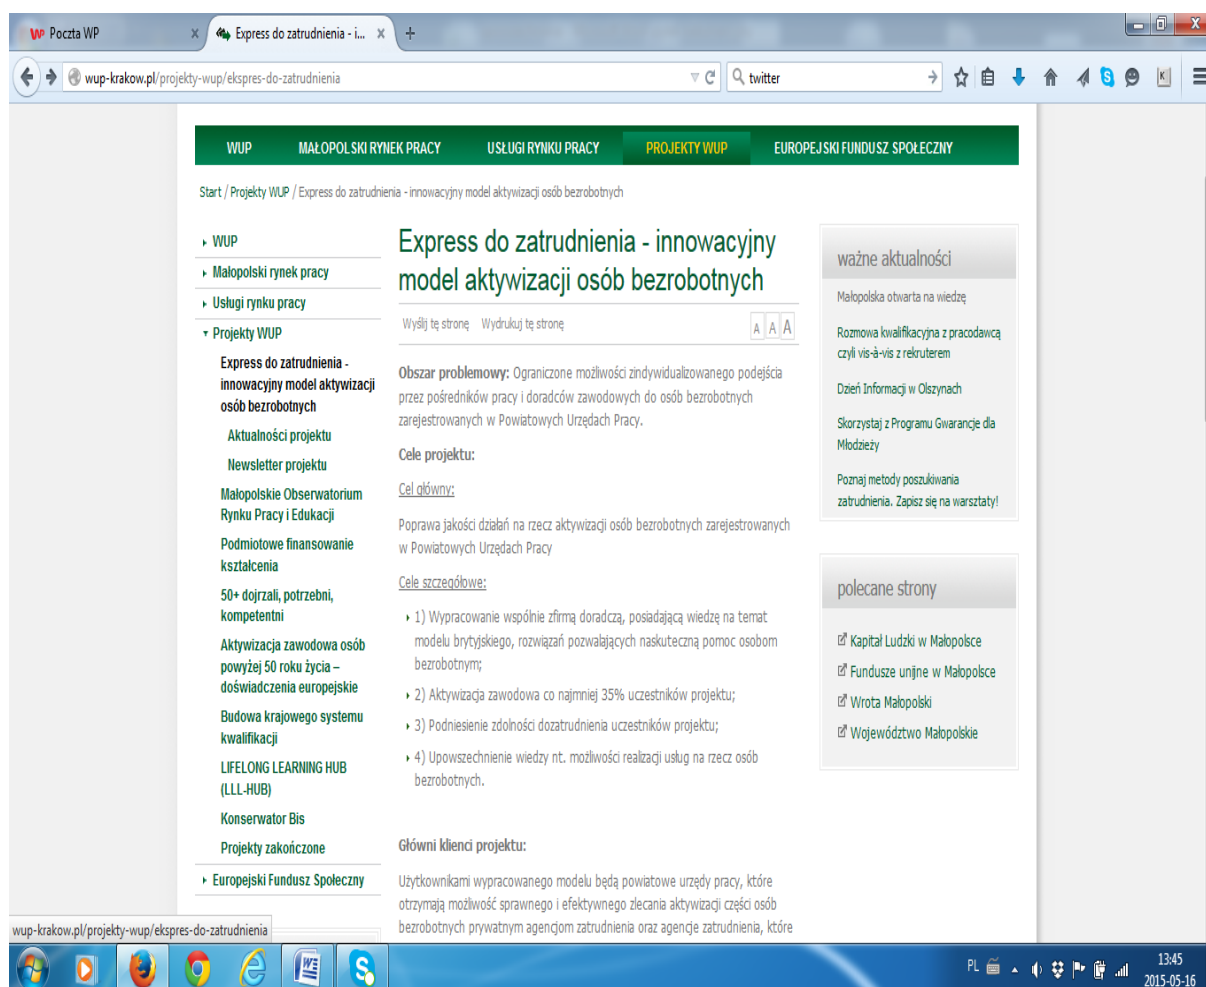 Poczta WP
Express do zatrudnienia - i...
wup-krakow.pl/projekty-wup/ekspres-do-zatrudnienia
twitter
WUP
MAŁOPOLSKI RYNEK PRACY
USŁUGI RYNKU PRACY
PROJEKTY WUP
EUROPEJSKI FUNDUSZ SPOŁECZNY
Start / Projekty WUP / Express do zatrudnienia - innowacyjny model aktywizacji osób bezrobotnych
WUP
Małopolski rynek pracy
Usługi rynku pracy
Projekty WUP
Express do zatrudnienia -
innowacyjny model aktywizacji
osób bezrobotnych
Aktualności projektu
Newsletter projektu
Małopolskie Obserwatorium
Rynku Pracy i Edukacji
Podmiotowe finansowanie
kształcenia
50+ dojrzali, potrzebni,
kompetentni
Aktywizacja zawodowa osób
powyżej 50 roku życia –
doświadczenia europejskie
Budowa krajowego systemu
kwalifikacji
LIFELONG LEARNING HUB
(LLL-HUB)
Konserwator Bis
Projekty zakończone
Europejski Fundusz Społeczny
Express do zatrudnienia - innowacyjny
model aktywizacji osób bezrobotnych
Wyślij tę stronę Wydrukuj tę stronę
A A A
Obszar problemowy: Ograniczone możliwości zindywidualizowanego podejścia
przez pośredników pracy i doradców zawodowych do osób bezrobotnych
zarejestrowanych w Powiatowych Urzędach Pracy.
Cele projektu:
Cel główny:
Poprawa jakości działań na rzecz aktywizacji osób bezrobotnych zarejestrowanych
w Powiatowych Urzędach Pracy
Cele szczegółowe:
1) Wypracowanie wspólnie zfirmą doradczą, posiadającą wiedzę na temat
modelu brytyjskiego, rozwiązań pozwalających naskuteczną pomoc osobom
bezrobotnym;
2) Aktywizacja zawodowa co najmniej 35% uczestników projektu;
3) Podniesienie zdolności dozatrudnienia uczestników projektu;
4) Upowszechnienie wiedzy nt. możliwości realizacji usług na rzecz osób
bezrobotnych.
Główni klienci projektu:
Użytkownikami wypracowanego modelu będą powiatowe urzędy pracy, które
otrzymają możliwość sprawnego i efektywnego zlecania aktywizacji części osób
bezrobotnych prywatnym agencjom zatrudnienia oraz agencje zatrudnienia, które
ważne aktualności
Małopolska otwarta na wiedzę
Rozmowa kwalifikacyjna z pracodawcą
czyli vis-à-vis z rekruterem
Dzień Informacji w Olszynach
Skorzystaj z Programu Gwarancje dla
Młodzieży
Poznaj metody poszukiwania
zatrudnienia. Zapisz się na warsztaty!
polecane strony
Kapitał Ludzki w Małopolsce
Fundusze unijne w Małopolsce
Wrota Małopolski
Województwo Małopolskie
wup-krakow.pl/projekty-wup/ekspres-do-zatrudnienia
PL
13:45
2015-05-16